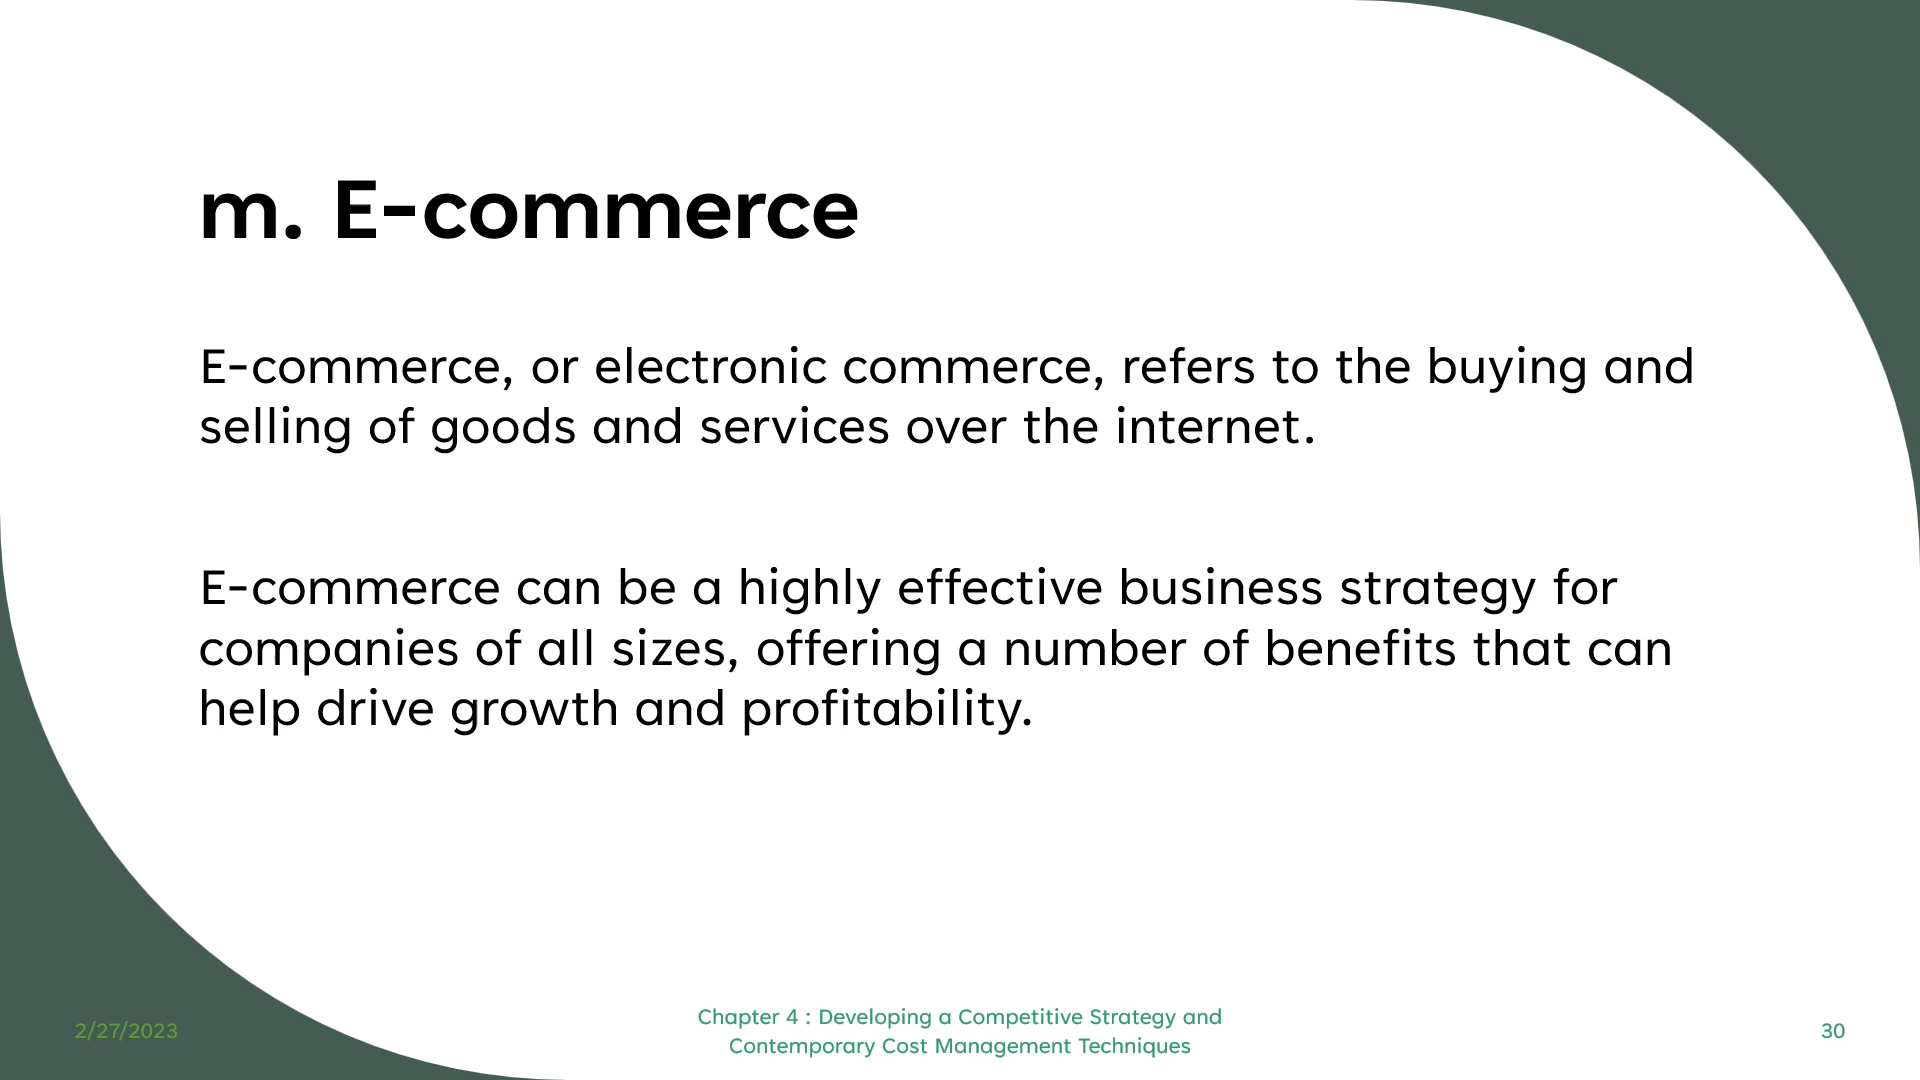 m. E-commerce
E-commerce, or electronic commerce, refers to the buying and
selling of goods and services over the internet.
E-commerce can be a highly effective business strategy for
companies of all sizes, offering a number of benefits that can
help drive growth and profitability.
2/27/2023
Chapter 4 : Developing a Competitive Strategy and
Contemporary Cost Management Techniques
30